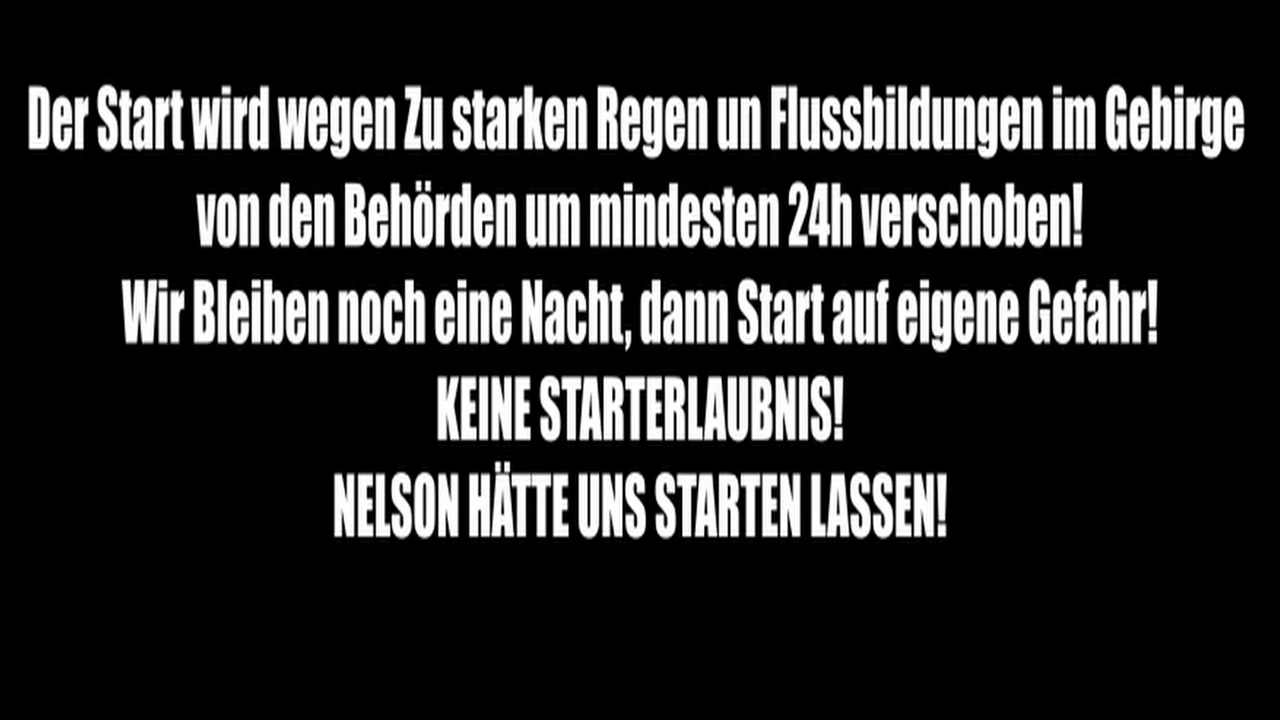 Der Start wird wegen Zu starken Regen un Flussbildungen im Gebirge
von den Behörden um mindesten 24h verschoben!
Wir Bleiben noch eine Nacht, dann Start auf eigene Gefahr!
KEINE STARTERLAUBNIS!
NELSON HÄTTE UNS STARTEN LASSEN!